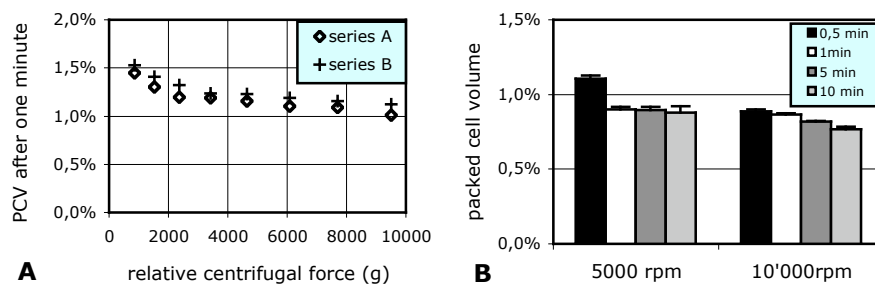 2,0%
1,5%
1,0%
0,5%
0,0%
PCV after one minute
series A
series B
0 2000 4000 6000 8000 10000
relative centrifugal force (g)
A
1,5%
1,0%
0,5%
0,0%
packed cell volume
0,5 min
1min
5 min
10 min
5000 rpm 10'000rpm
B